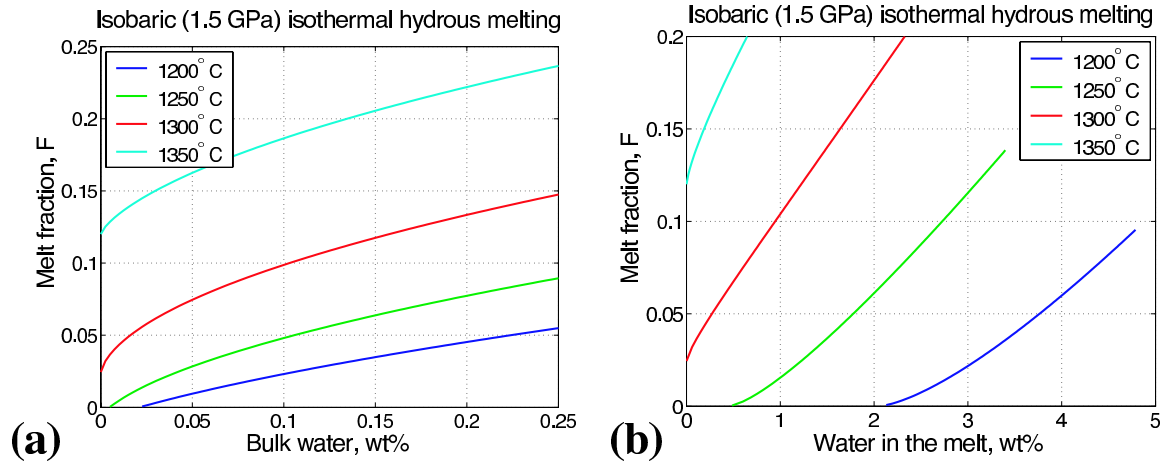 Isobaric (1.5 GPa) isothermal hydrous melting
0.25
0.2
0.15
0.1
0.05
0
Melt fraction, F
1200° C
1250° C
1300° C
1350° C
0 0.05 0.1 0.15 0.2 0.25
Bulk water, wt%
(a)
Isobaric (1.5 GPa) isothermal hydrous melting
0.2
0.15
0.1
0.05
0
Melt fraction, F
1200° C
1250° C
1300° C
1350° C
0 1 2 3 4 5
Water in the melt, wt%
(b)